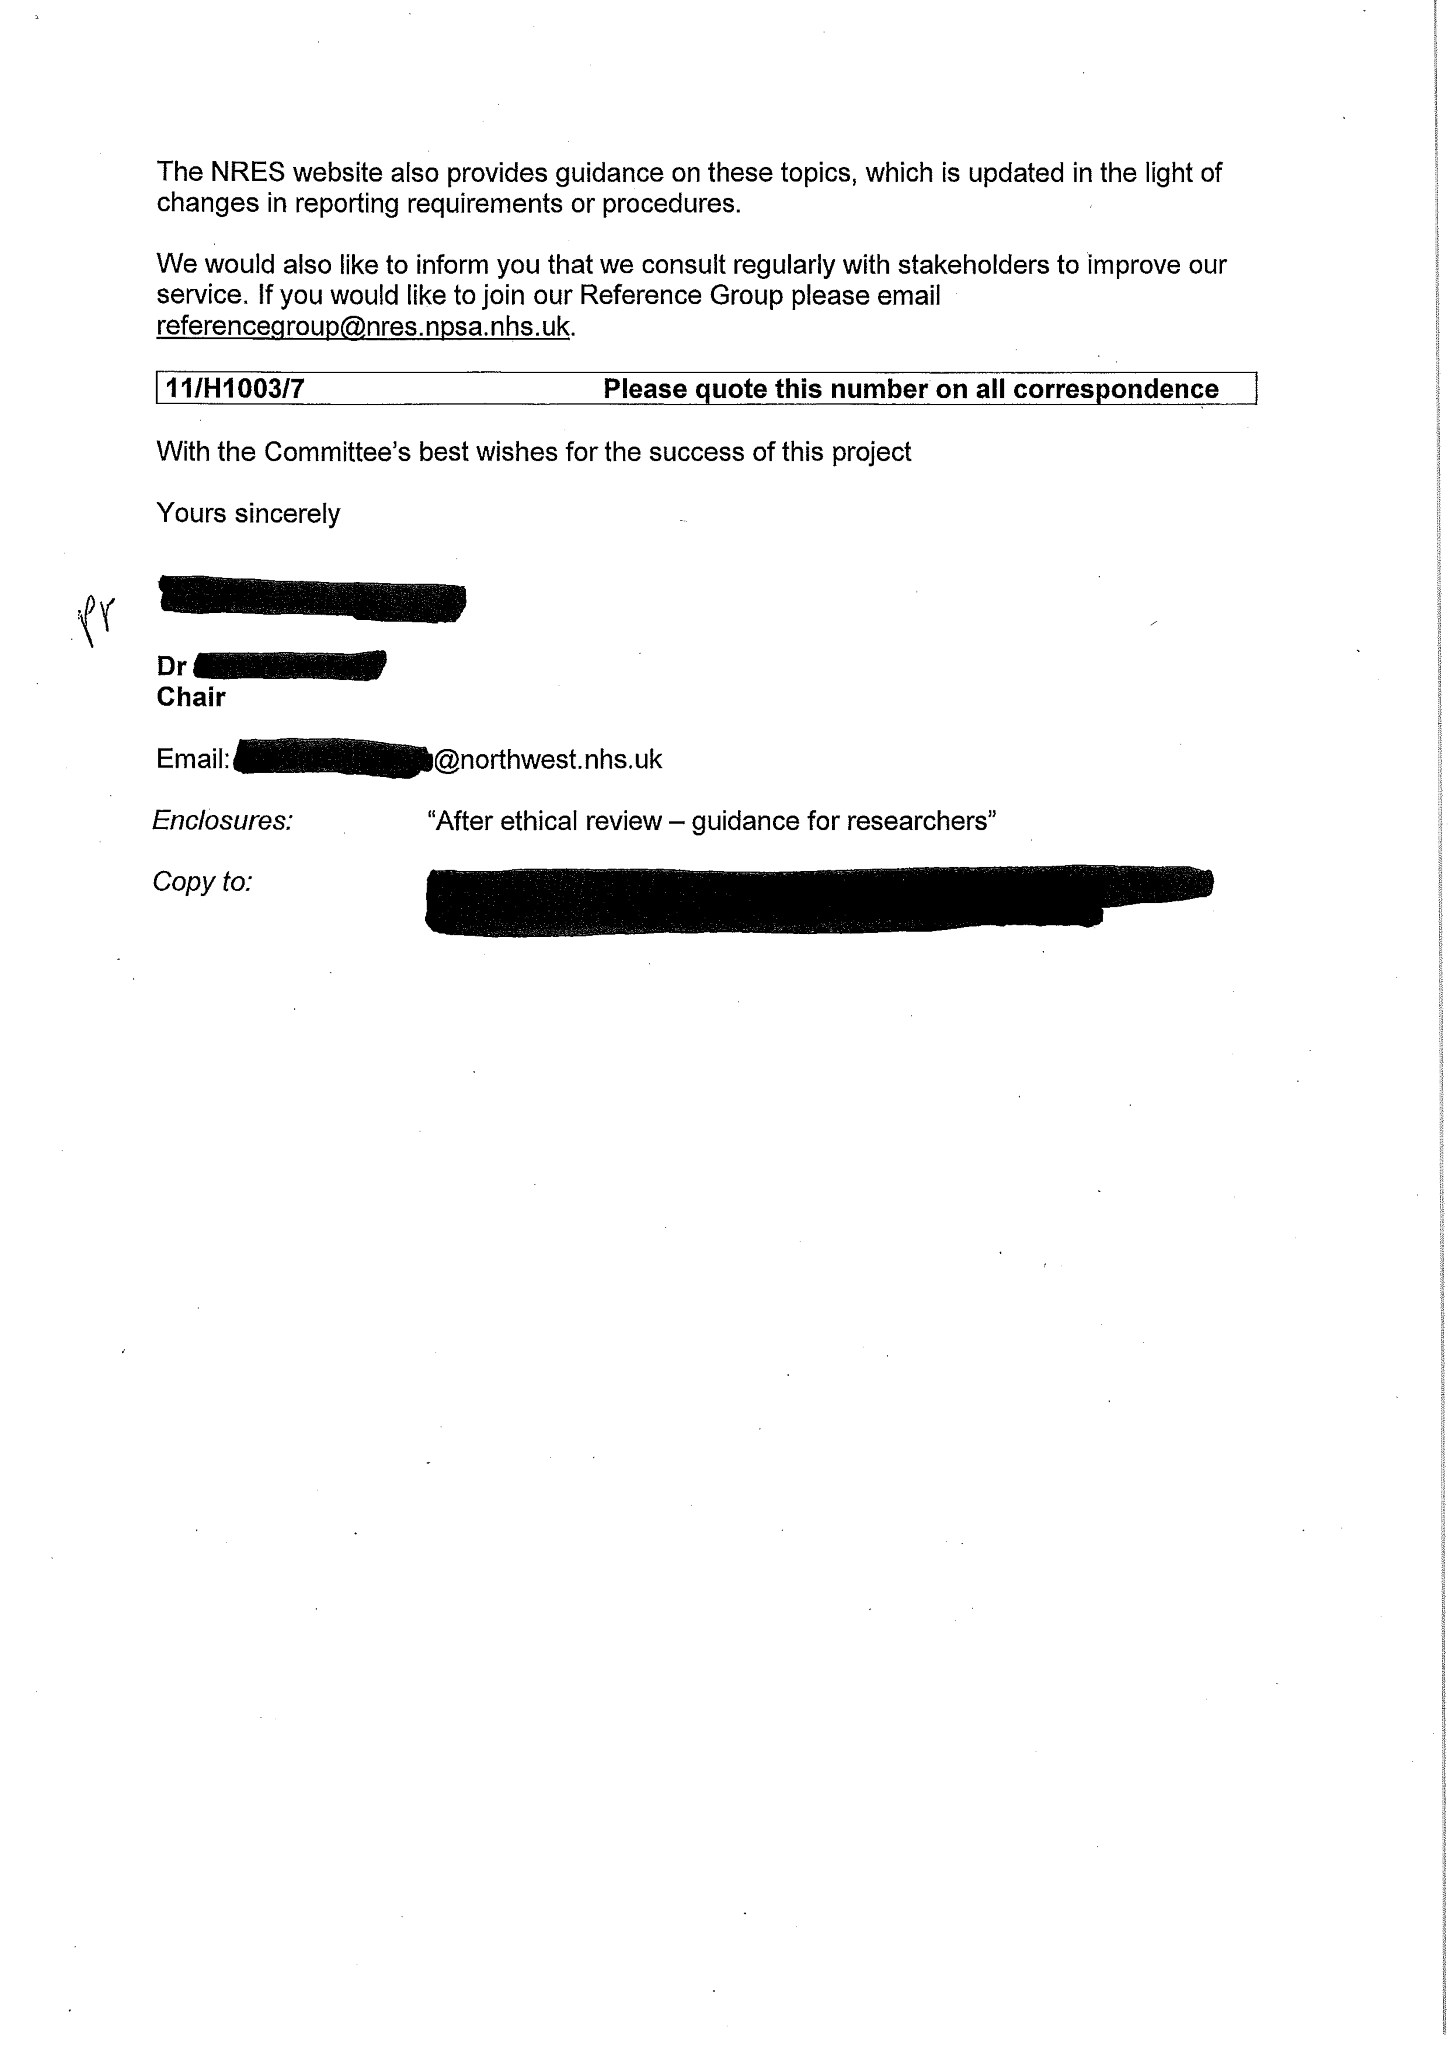 The NRES website also provides guidance on these topics, which is updated in the light of
changes in reporting requirements or procedures.
We would also like to inform you that we consult regularly with stakeholders to improve our
service. If you would like to join our Reference Group please email
referencegroup@nres.npsa.nhs.uk.
11/H1003/7 Please quote this number on all correspondence
With the Committee's best wishes for the success of this project
Yours sincerely
pp
Dr
Chair
Email: @northwest.nhs.uk
Enclosures: “After ethical review – guidance for researchers”
Copy to: